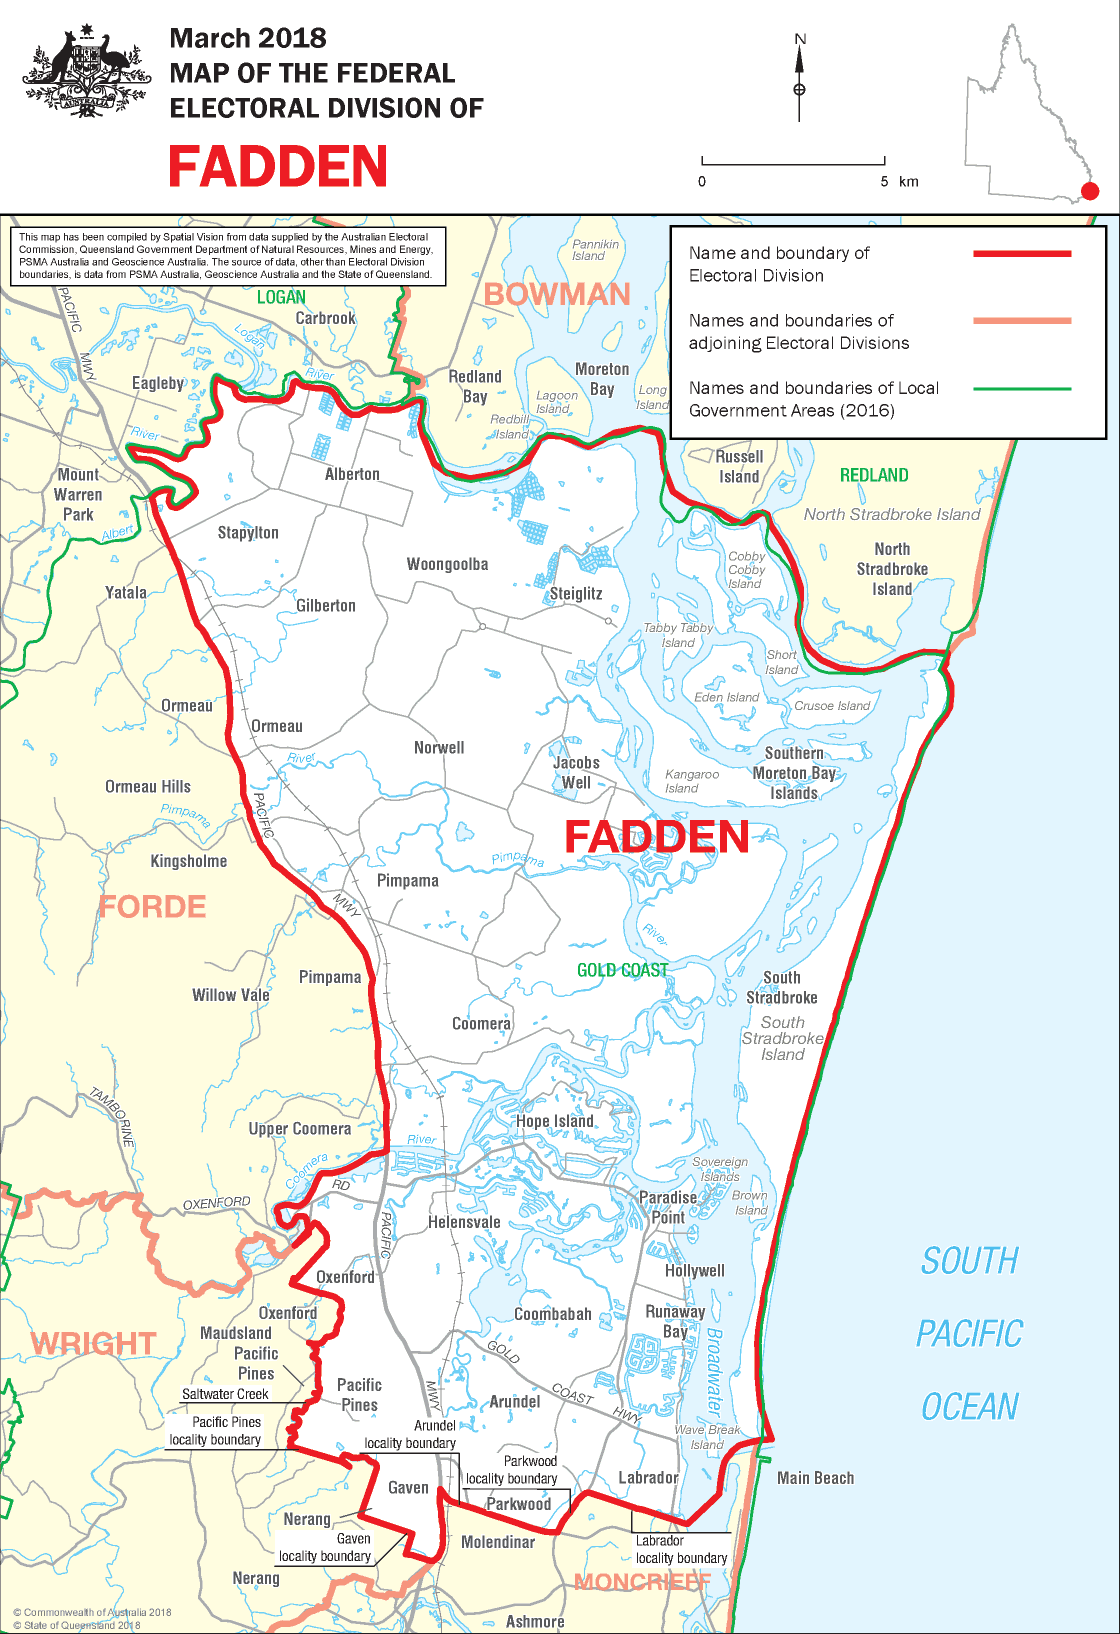 March 2018
MAP OF THE FEDERAL
ELECTORAL DIVISION OF
FADDEN
AUSTRALIA
N
0 5 km
This map has been compiled by Spatial Vision from data supplied by the Australian Electoral
Commission, Queensland Government Department of Natural Resources, Mines and Energy,
PSMA Australia and Geoscience Australia. The source of data, other than Electoral Division
boundaries, is data from PSMA Australia, Geoscience Australia and the State of Queensland.
Name and boundary of
Electoral Division
Names and boundaries of
adjoining Electoral Divisions
Names and boundaries of Local
Government Areas (2016)
Pannikin
Island
BOWMAN
LOGAN
Carbrook
PACIFIC
MWY
Logan
River
Eagleby
Redland
Bay
Moreton
Bay
Lagoon
Island
Long
Island
Redbill
Island
River
Mount
Warren
Park
Alberton
Russell
Island
REDLAND
North Stradbroke Island
Albert
Stapylton
Woongoolba
Cobby
Cobby
Island
North
Stradbroke
Island
Yatala
Gilberton
Steiglitz
Tabby Tabby
Island
Short
Island
Eden Island
Crusoe Island
Ormeau
Ormeau
Norwell
River
Jacobs
Well
Southern
Moreton Bay
Islands
Kangaroo
Island
Ormeau Hills
Pimpama
PACIFIC
FADDEN
Kingsholme
Pimpama
Pimpama
MWY
FORDE
River
GOLD COAST
Pimpama
Willow Vale
South
Stradbroke
South
Stradbroke
Island
Coomera
TAMBORINE
Upper Coomera
Hope Island
River
Coomera
Sovereign
Islands
Brown
Island
OXENFORD
RD
Paradise
Point
PACIFIC
Helensvale
SOUTH
PACIFIC
OCEAN
Hollywell
Oxenford
Oxenford
Coombabah
Runaway
Bay
Broadwater
Maudsland
WRIGHT
Pacific
Pines
GOLD
COAST
HWY
Saltwater Creek
Pacific
Pines
MWY
Arundel
Pacific Pines
locality boundary
Arundel
locality boundary
Wave Break
Island
Parkwood
locality boundary
Gaven
Labrador
Main Beach
Parkwood
Nerang
Gaven
locality boundary
Molendinar
Labrador
locality boundary
Nerang
MONCRIEFF
Ashmore
© Commonwealth of Australia 2018
© State of Queensland 2018